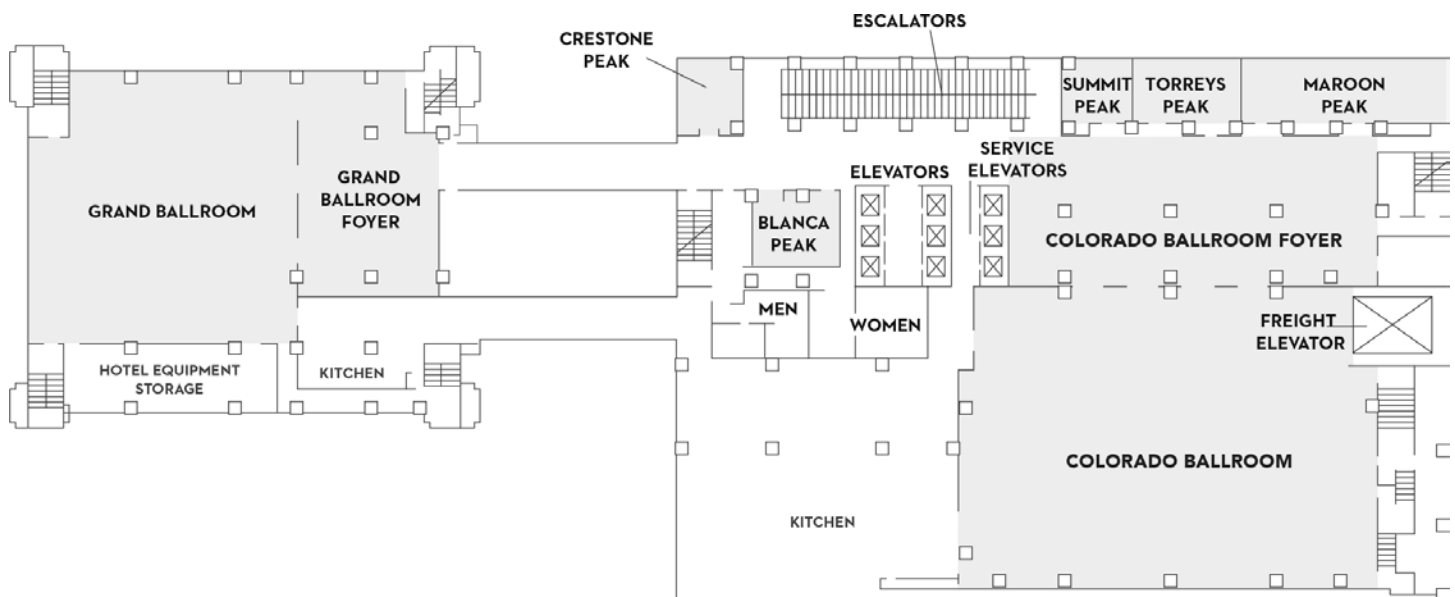 ESCALATORS
CRESTONE
PEAK
SUMMIT
PEAK
TORREYS
PEAK
MAROON
PEAK
SERVICE
ELEVATORS
ELEVATORS
GRAND BALLROOM
GRAND
BALLROOM
FOYER
BLANCA
PEAK
COLORADO BALLROOM FOYER
MEN
WOMEN
FREIGHT
ELEVATOR
HOTEL EQUIPMENT
STORAGE
KITCHEN
COLORADO BALLROOM
KITCHEN